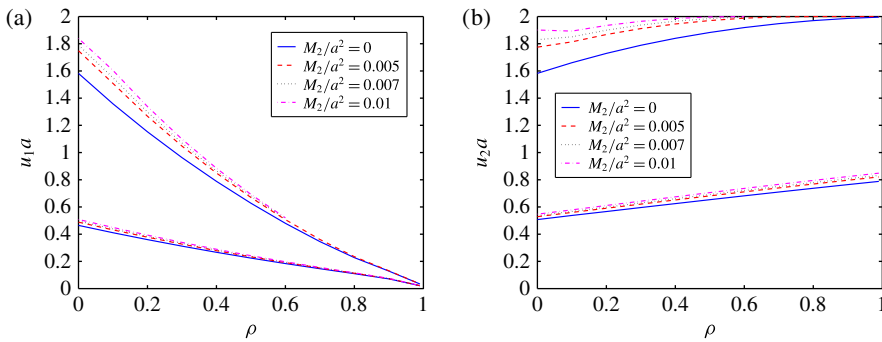 (a)
2
1.8
1.6
1.4
1.2
1
0.8
0.6
0.4
0.2
0
u₁a
M₂/a² = 0
M₂/a² = 0.005
M₂/a² = 0.007
M₂/a² = 0.01
0 0.2 0.4 0.6 0.8 1
ρ
(b)
2
1.8
1.6
1.4
1.2
1
0.8
0.6
0.4
0.2
0
u₂a
M₂/a² = 0
M₂/a² = 0.005
M₂/a² = 0.007
M₂/a² = 0.01
0 0.2 0.4 0.6 0.8 1
ρ